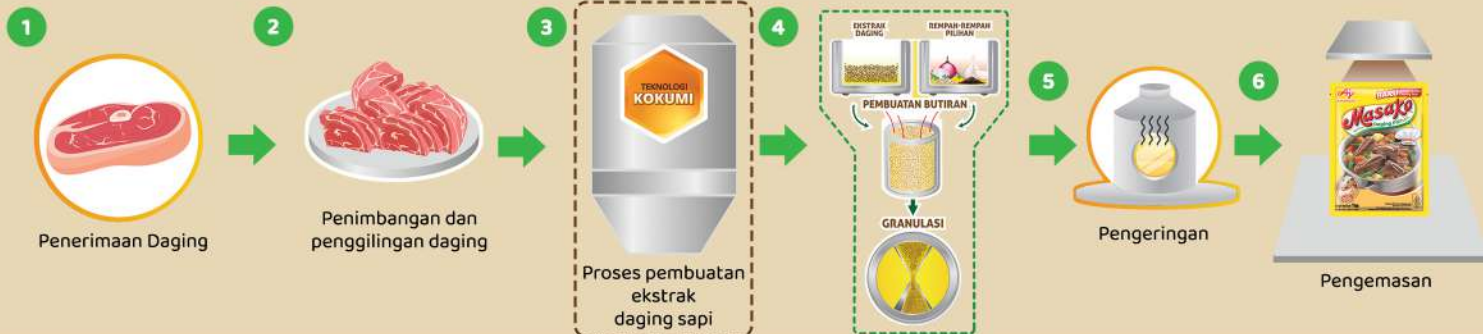 1
Penerimaan Daging
2
Penimbangan dan
penggilingan daging
3
TEKNOLOGI
KOKUMI
Proses pembuatan
ekstrak
daging sapi
4
EKSTRAK
DAGING
REMPAH-REMPAH
PILIHAN
PEMBUATAN BUTIRAN
GRANULASI
5
Pengeringan
6
Masako
Pengemasan